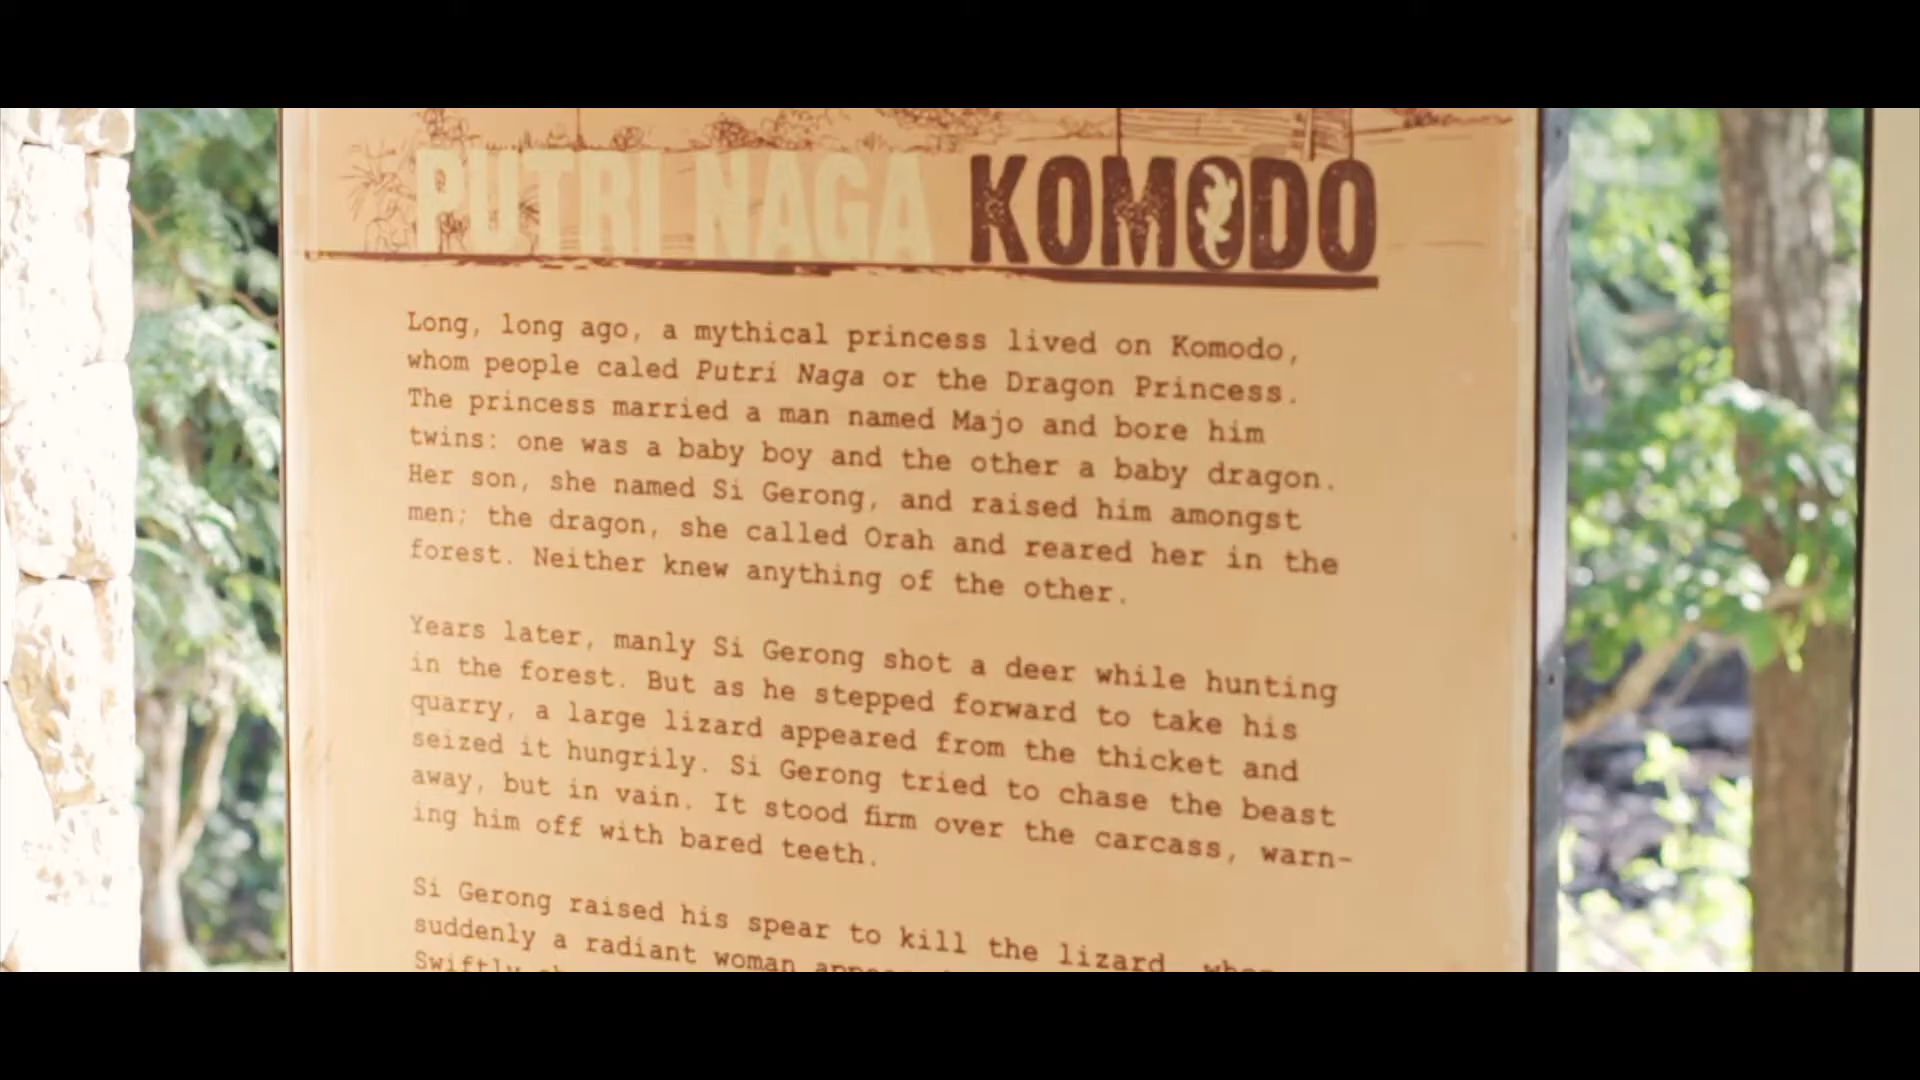 PUTRI NAGA KOMODO
Long, long ago, a mythical princess lived on Komodo,
whom people caled Putri Naga or the Dragon Princess.
The princess married a man named Majo and bore him
twins: one was a baby boy and the other a baby dragon.
Her son, she named Si Gerong, and raised him amongst
men; the dragon, she called Orah and reared her in the
forest. Neither knew anything of the other.
Years later, manly Si Gerong shot a deer while hunting
in the forest. But as he stepped forward to take his
quarry, a large lizard appeared from the thicket and
seized it hungrily. Si Gerong tried to chase the beast
away, but in vain. It stood firm over the carcass, warn-
ing him off with bared teeth.
Si Gerong raised his spear to kill the lizard,
suddenly a radiant woman
Swiftly